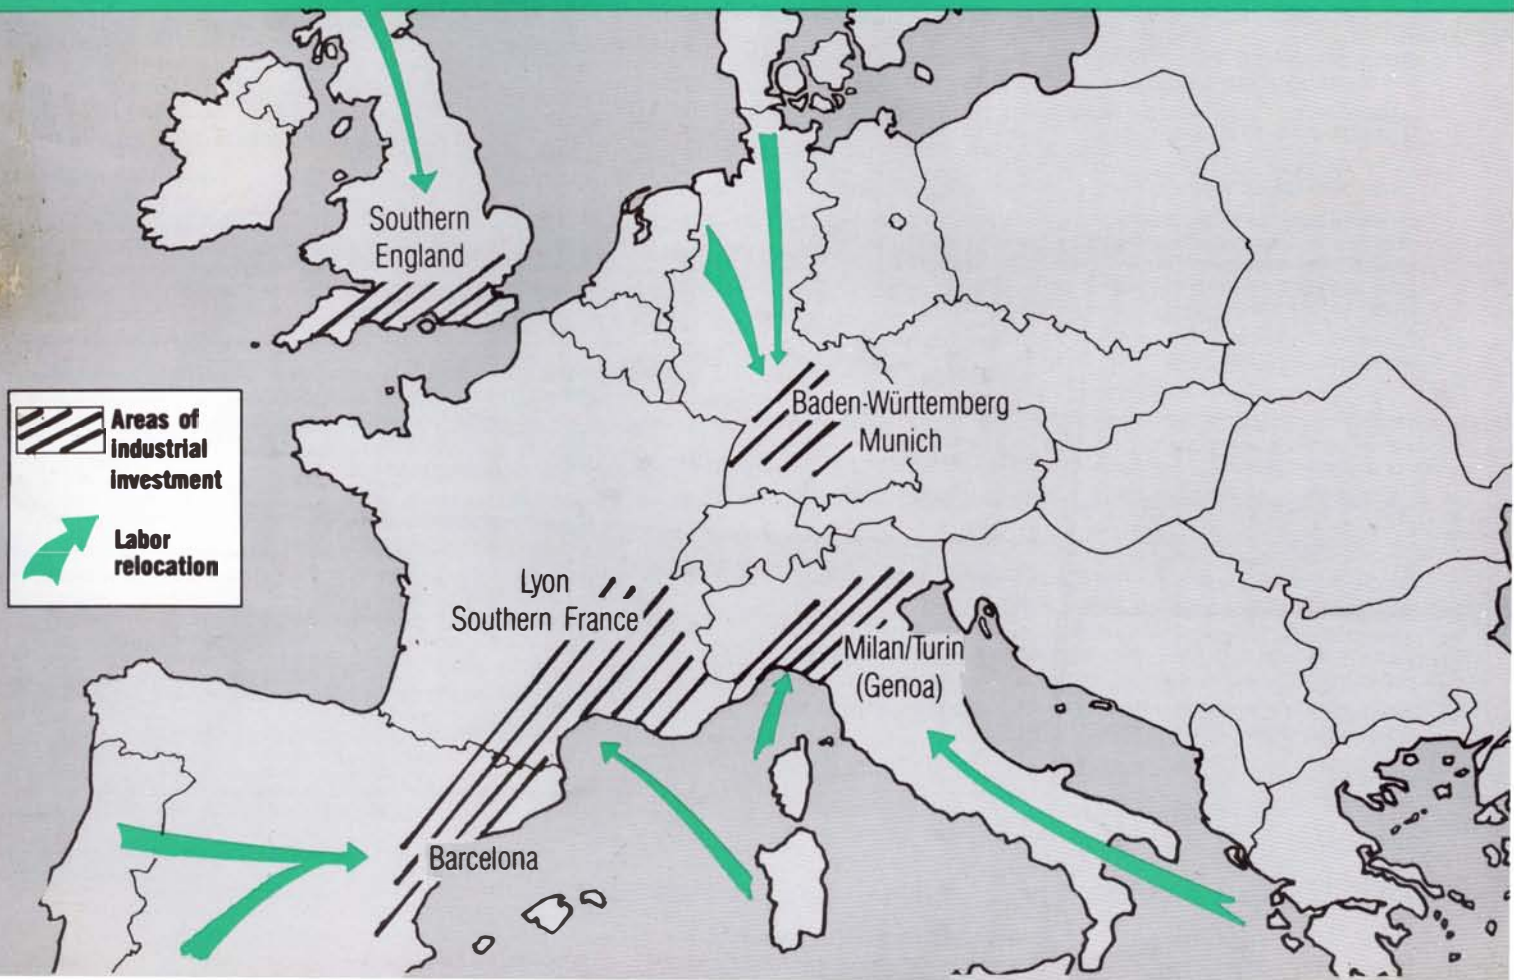 Southern
England
Areas of
industrial
investment
Labor
relocation
Baden-Württemberg
Munich
Lyon
Southern France
Milan/Turin
(Genoa)
Barcelona